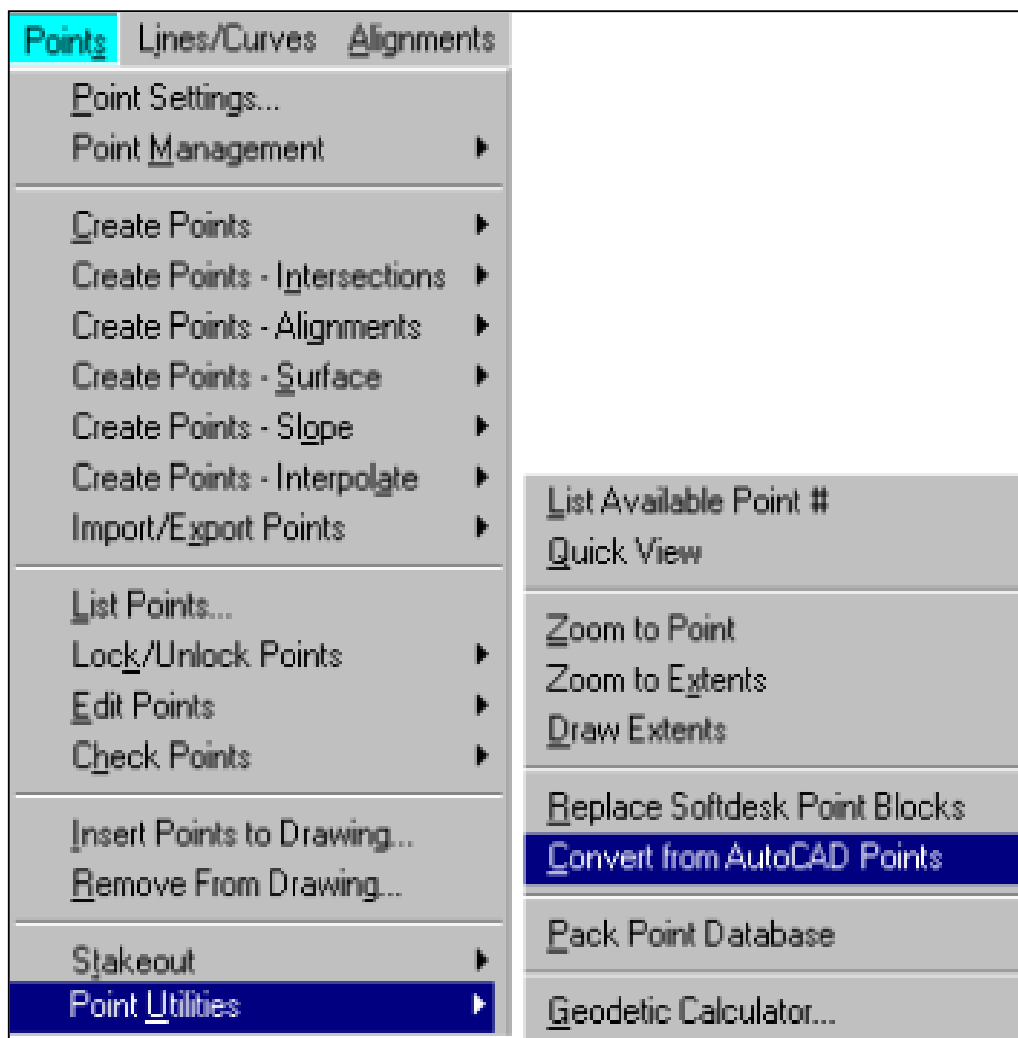 Points Lines/Curves Alignments
Point Settings...
Point Management
Create Points
Create Points - Intersections
Create Points - Alignments
Create Points - Surface
Create Points - Slope
Create Points - Interpolate
Import/Export Points
List Points...
Lock/Unlock Points
Edit Points
Check Points
Insert Points to Drawing...
Remove From Drawing...
Stakeout
Point Utilities
List Available Point #
Quick View
Zoom to Point
Zoom to Extents
Draw Extents
Replace Softdesk Point Blocks
Convert from AutoCAD Points
Pack Point Database
Geodetic Calculator...